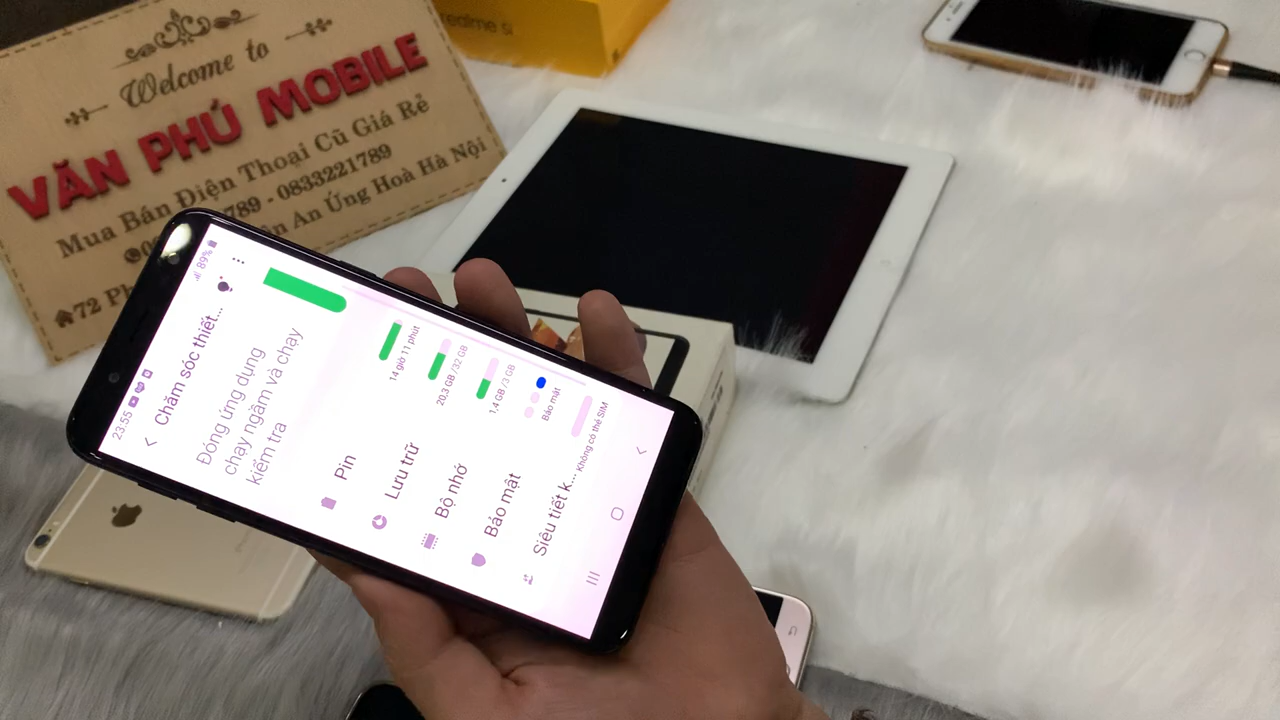 Welcome to
VĂN PHÚ MOBILE
Mua Bán Điện Thoại Cũ Giá Rẻ
789 - 0833221789
72 Ân An Ứng Hoà Hà Nội
realme 5i
23:55
89%
Chăm sóc thiết...
Đóng ứng dụng
chạy ngầm và chạy
kiểm tra
Pin
14 giờ 11 phút
Lưu trữ
20,3 GB /32 GB
Bộ nhớ
1,4 GB /3 GB
Bảo mật
Bảo mật
Siêu tiết k...
Không có thẻ SIM